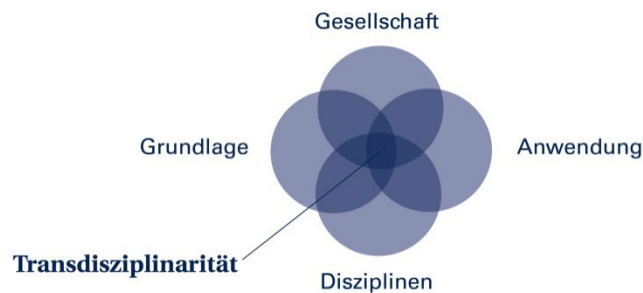 Gesellschaft
Grundlage
Anwendung
Transdisziplinarität
Disziplinen